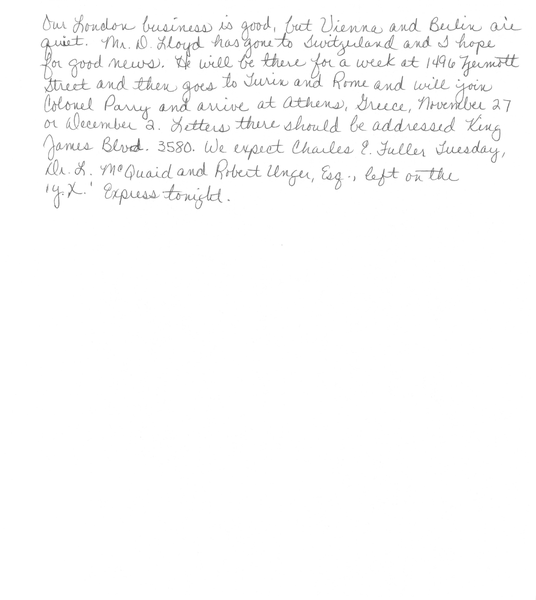 Our London business is good, but Vienna and Berlin are
quiet. Mr. D. Lloyd has gone to Switzerland and I hope
for good news. He will be there for a week at 1496 Zermott
Street and then goes to Turin and Rome and will join
Colonel Parry and arrive at Athens, Greece, November 27
or December 2. Letters there should be addressed King
James Blvd. 3580. We expect Charles E. Fuller Tuesday,
Dr. L. McQuaid and Robert Unger, Esq., left on the
'Y.X.' Express tonight.